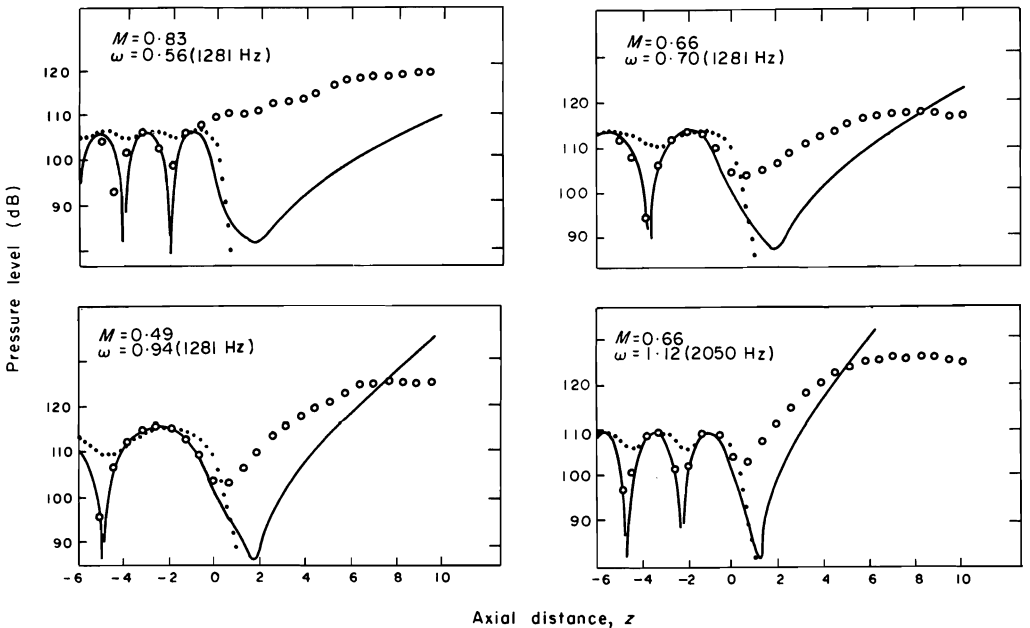 M=0·83
ω=0·56(1281 Hz)
120
110
100
90
M=0·66
ω=0·70(1281 Hz)
120
110
100
90
Pressure level (dB)
M=0·49
ω=0·94(1281 Hz)
120
110
100
90
-6 -4 -2 0 2 4 6 8 10
M=0·66
ω=1·12(2050 Hz)
120
110
100
90
-6 -4 -2 0 2 4 6 8 10
Axial distance, z